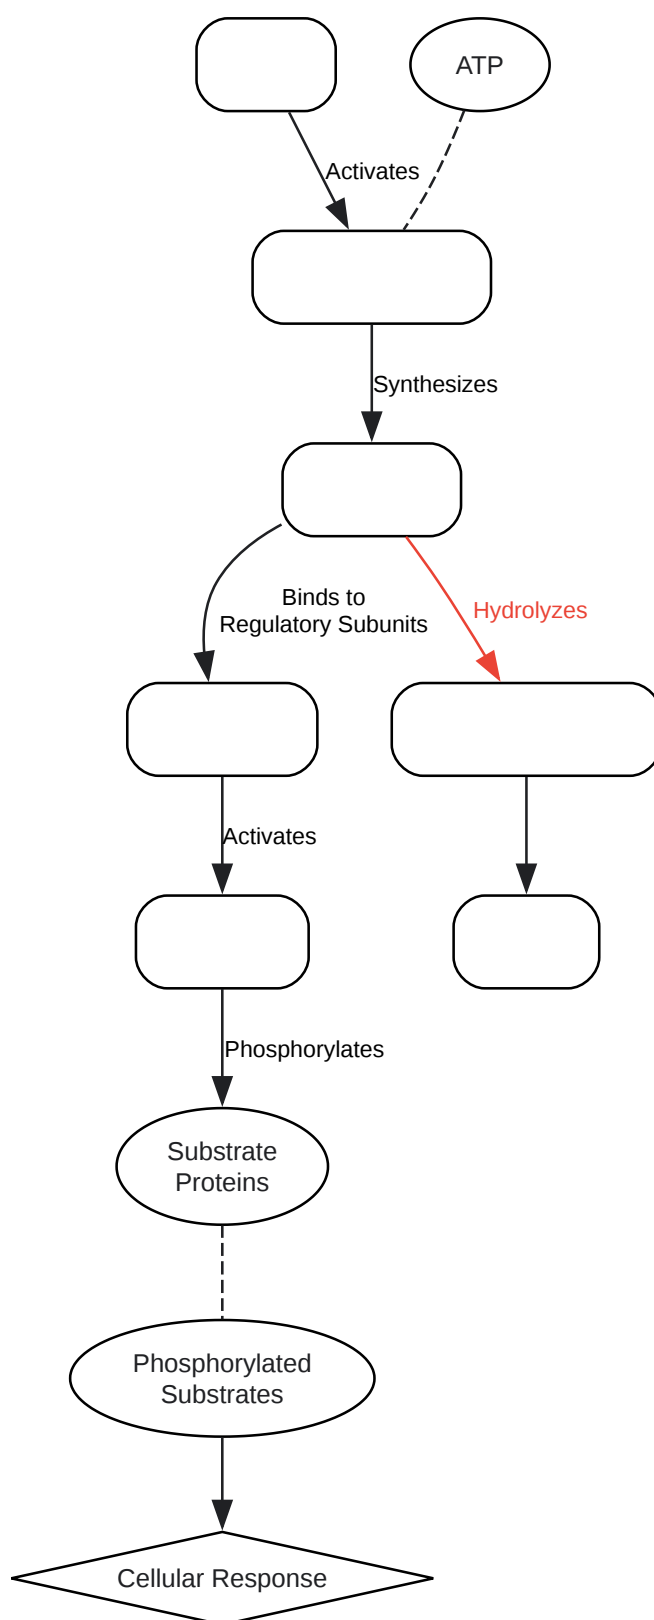 ATP
Activates
Synthesizes
Binds to
Regulatory Subunits
Hydrolyzes
Activates
Phosphorylates
Substrate
Proteins
Phosphorylated
Substrates
Cellular Response